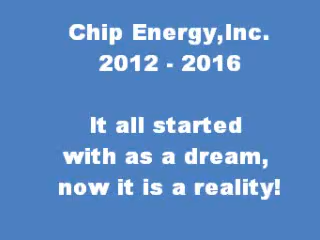 Chip Energy,Inc.
2012 - 2016
It all started
with as a dream,
now it is a reality!